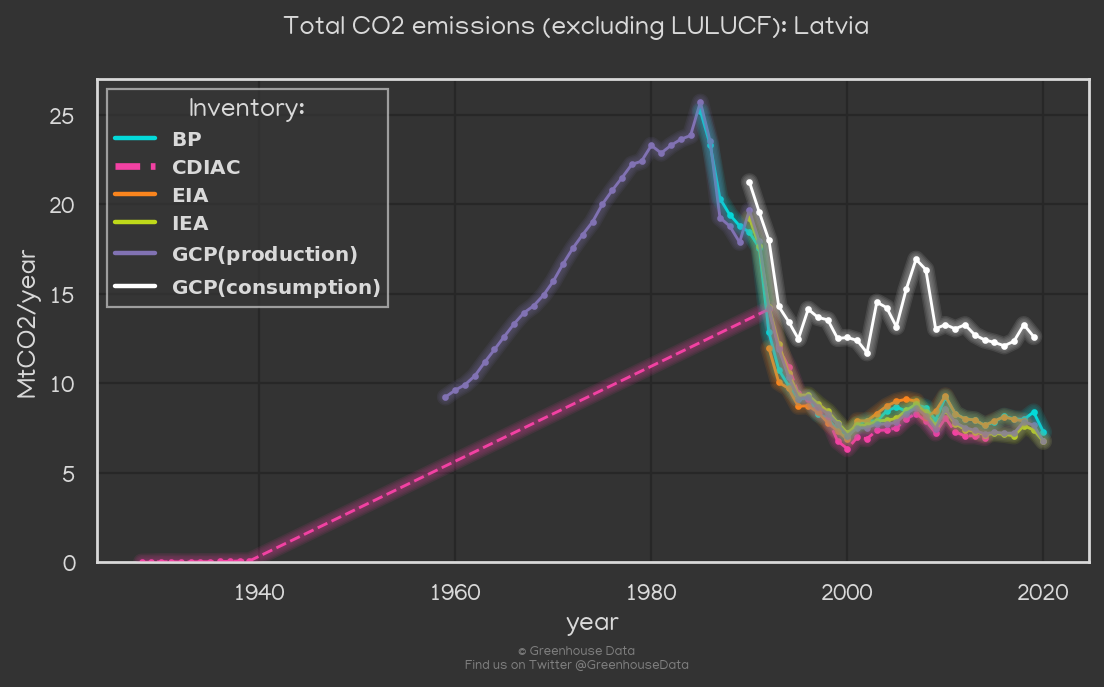 Total CO2 emissions (excluding LULUCF): Latvia
Inventory:
BP
CDIAC
EIA
IEA
GCP(production)
GCP(consumption)
MtCO2/year
25
20
15
10
5
0
1940
1960
1980
2000
2020
year
© Greenhouse Data
Find us on Twitter @GreenhouseData